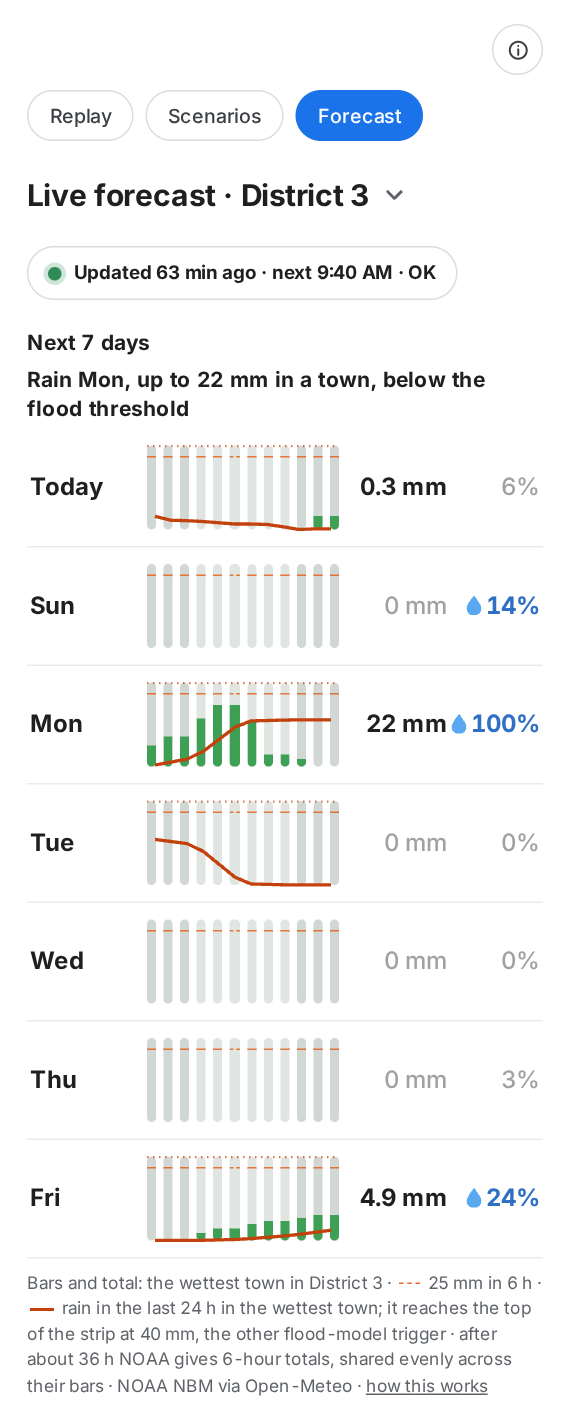 Replay Scenarios Forecast
Live forecast · District 3
Updated 63 min ago · next 9:40 AM · OK
Next 7 days
Rain Mon, up to 22 mm in a town, below the
flood threshold
Today 0.3 mm 6%
Sun 0 mm 14%
Mon 22 mm 100%
Tue 0 mm 0%
Wed 0 mm 0%
Thu 0 mm 3%
Fri 4.9 mm 24%
Bars and total: the wettest town in District 3 · 25 mm in 6 h ·
rain in the last 24 h in the wettest town; it reaches the top
of the strip at 40 mm, the other flood-model trigger · after
about 36 h NOAA gives 6-hour totals, shared evenly across
their bars · NOAA NBM via Open-Meteo · how this works